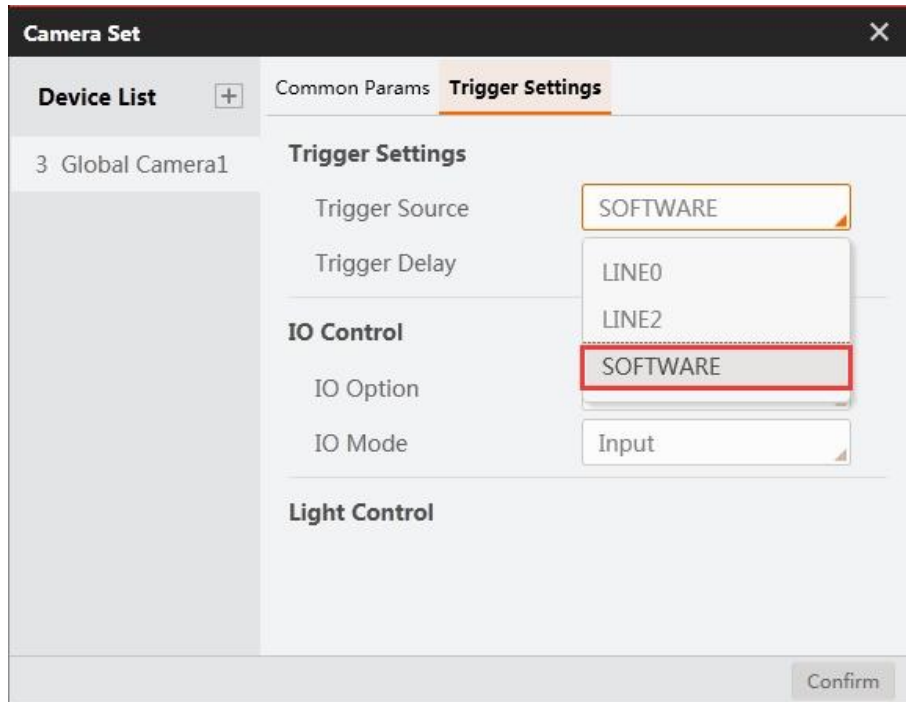 Camera Set
Device List
Common Params Trigger Settings
3 Global Camera1
Trigger Settings
Trigger Source SOFTWARE
Trigger Delay
LINE0
LINE2
SOFTWARE
IO Control
IO Option
IO Mode Input
Light Control
Confirm